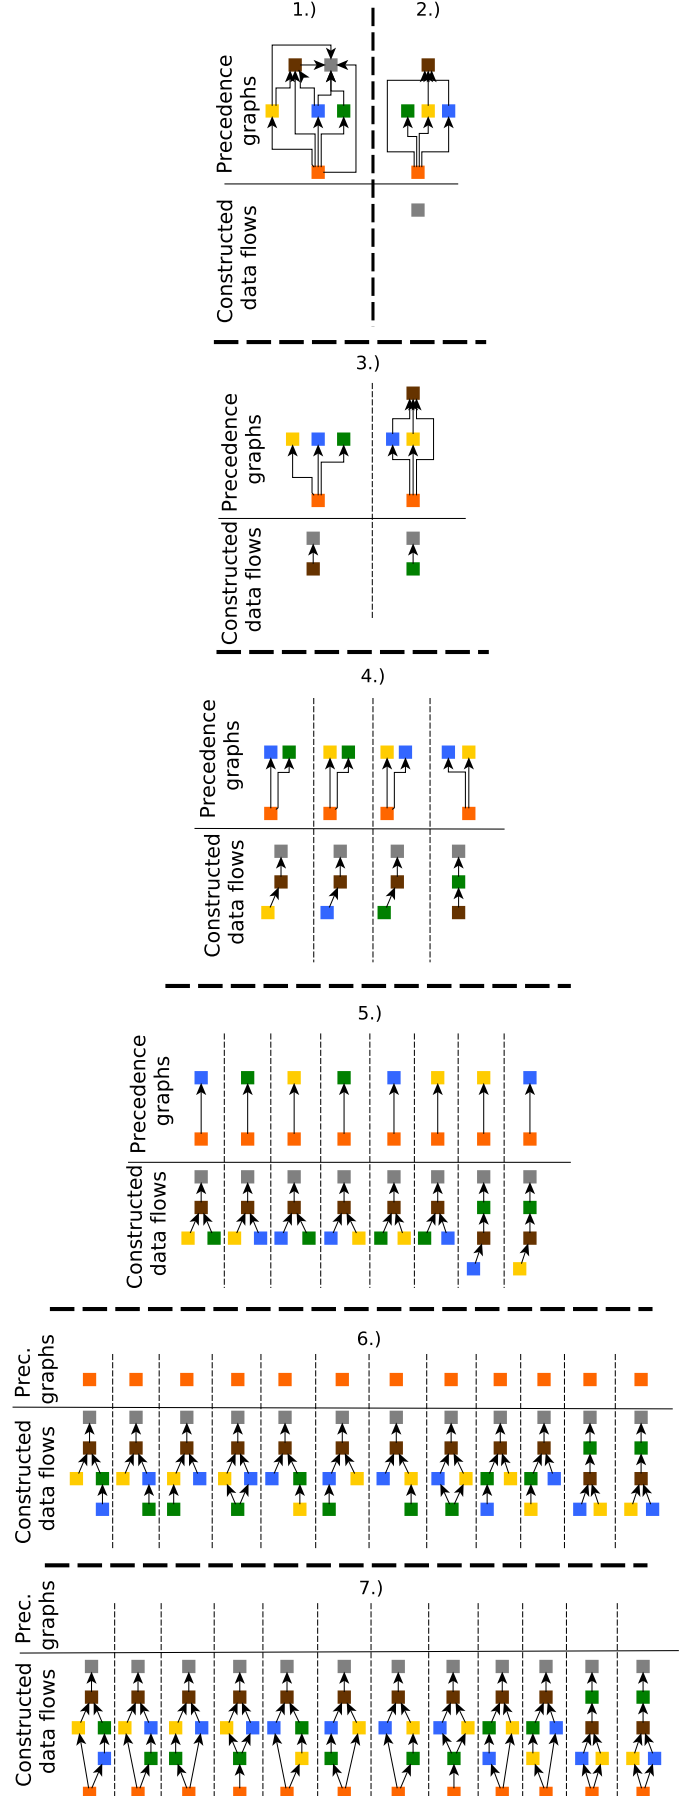 1.)
2.)
Precedence
graphs
Constructed
data flows
3.)
Precedence
graphs
Constructed
data flows
4.)
Precedence
graphs
Constructed
data flows
5.)
Precedence
graphs
Constructed
data flows
6.)
Prec.
graphs
Constructed
data flows
7.)
Prec.
graphs
Constructed
data flows